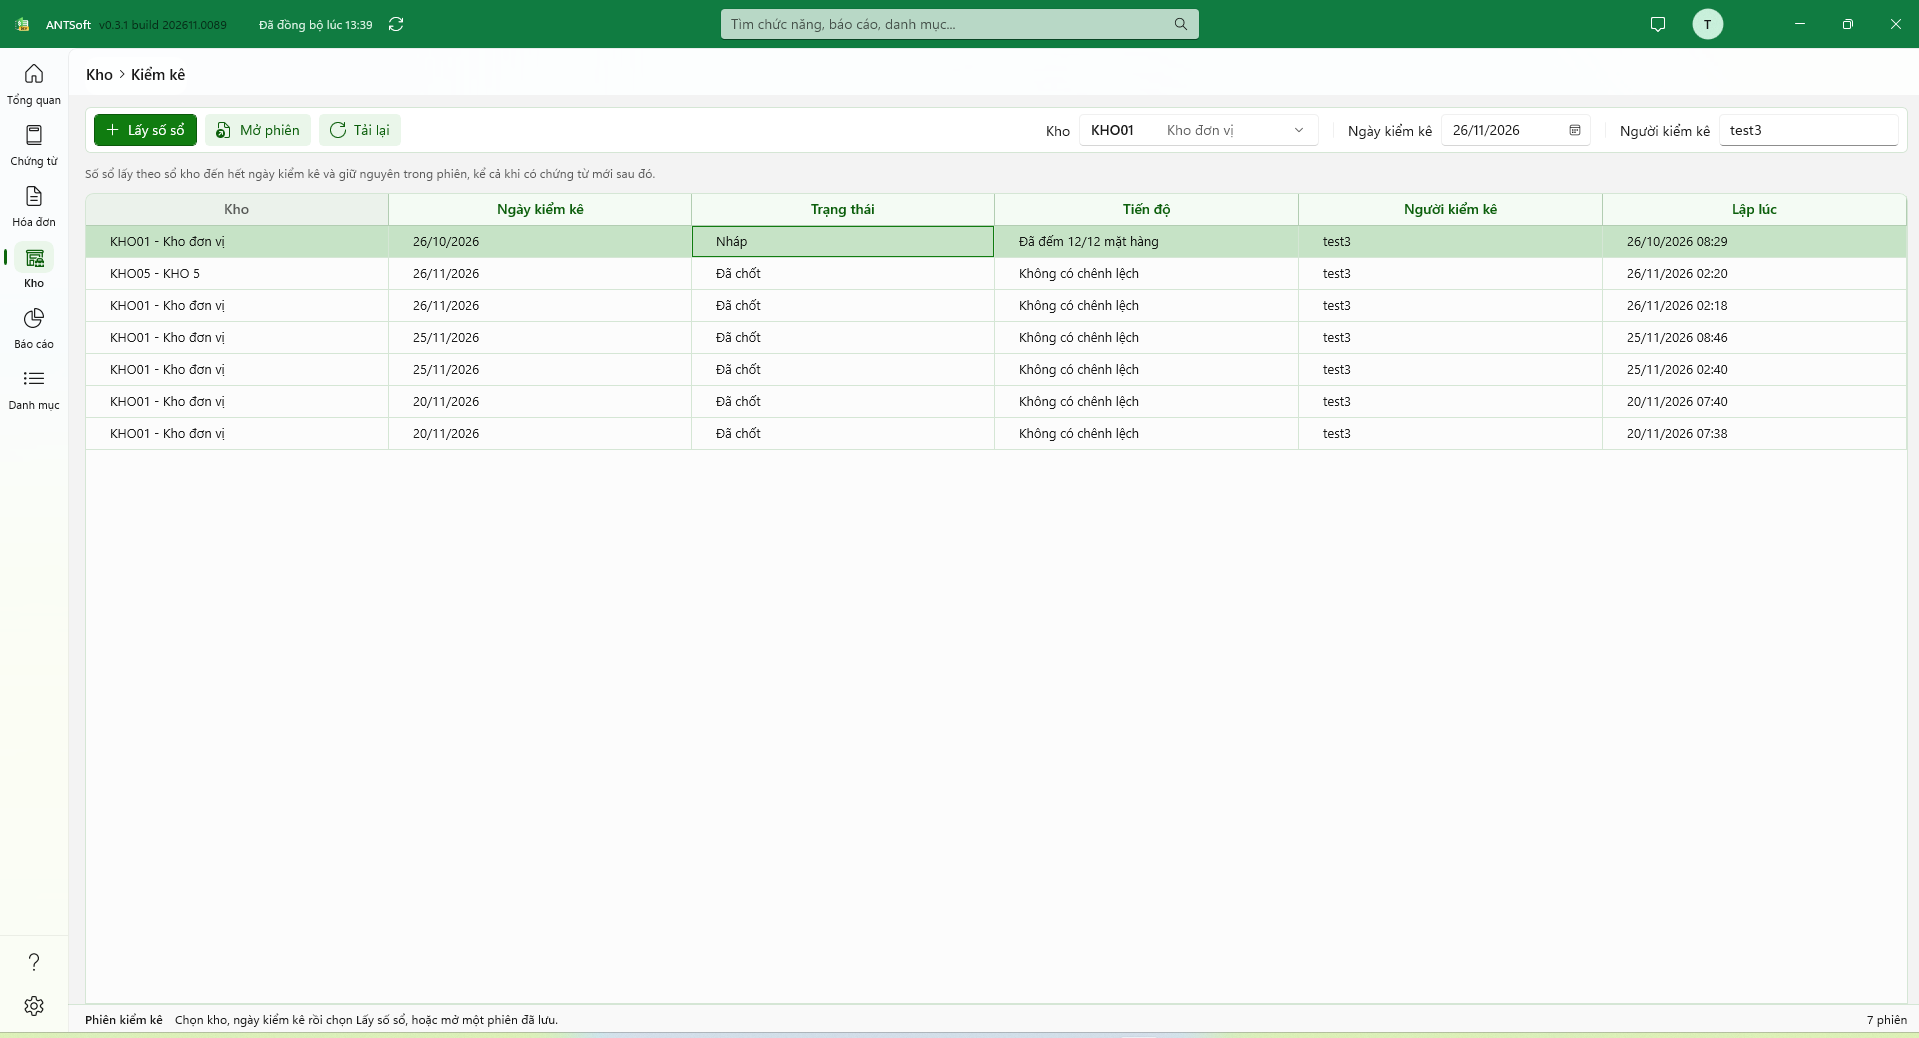 ANTSoft v0.3.1 build 202611.0089 Đã đồng bộ lúc 13:39 Tìm chức năng, báo cáo, danh mục... T
Tổng quan
Chứng từ
Hóa đơn
Kho
Báo cáo
Danh mục
Kho > Kiểm kê
+ Lấy số sổ Mở phiên Tải lại Kho KHO01 Kho đơn vị Ngày kiểm kê 26/11/2026 Người kiểm kê test3
Số sổ lấy theo sổ kho đến hết ngày kiểm kê và giữ nguyên trong phiên, kể cả khi có chứng từ mới sau đó.
Kho Ngày kiểm kê Trạng thái Tiến độ Người kiểm kê Lập lúc
KHO01 - Kho đơn vị 26/10/2026 Nháp Đã đếm 12/12 mặt hàng test3 26/10/2026 08:29
KHO05 - KHO 5 26/11/2026 Đã chốt Không có chênh lệch test3 26/11/2026 02:20
KHO01 - Kho đơn vị 26/11/2026 Đã chốt Không có chênh lệch test3 26/11/2026 02:18
KHO01 - Kho đơn vị 25/11/2026 Đã chốt Không có chênh lệch test3 25/11/2026 08:46
KHO01 - Kho đơn vị 25/11/2026 Đã chốt Không có chênh lệch test3 25/11/2026 02:40
KHO01 - Kho đơn vị 20/11/2026 Đã chốt Không có chênh lệch test3 20/11/2026 07:40
KHO01 - Kho đơn vị 20/11/2026 Đã chốt Không có chênh lệch test3 20/11/2026 07:38
Phiên kiểm kê Chọn kho, ngày kiểm kê rồi chọn Lấy số sổ, hoặc mở một phiên đã lưu. 7 phiên